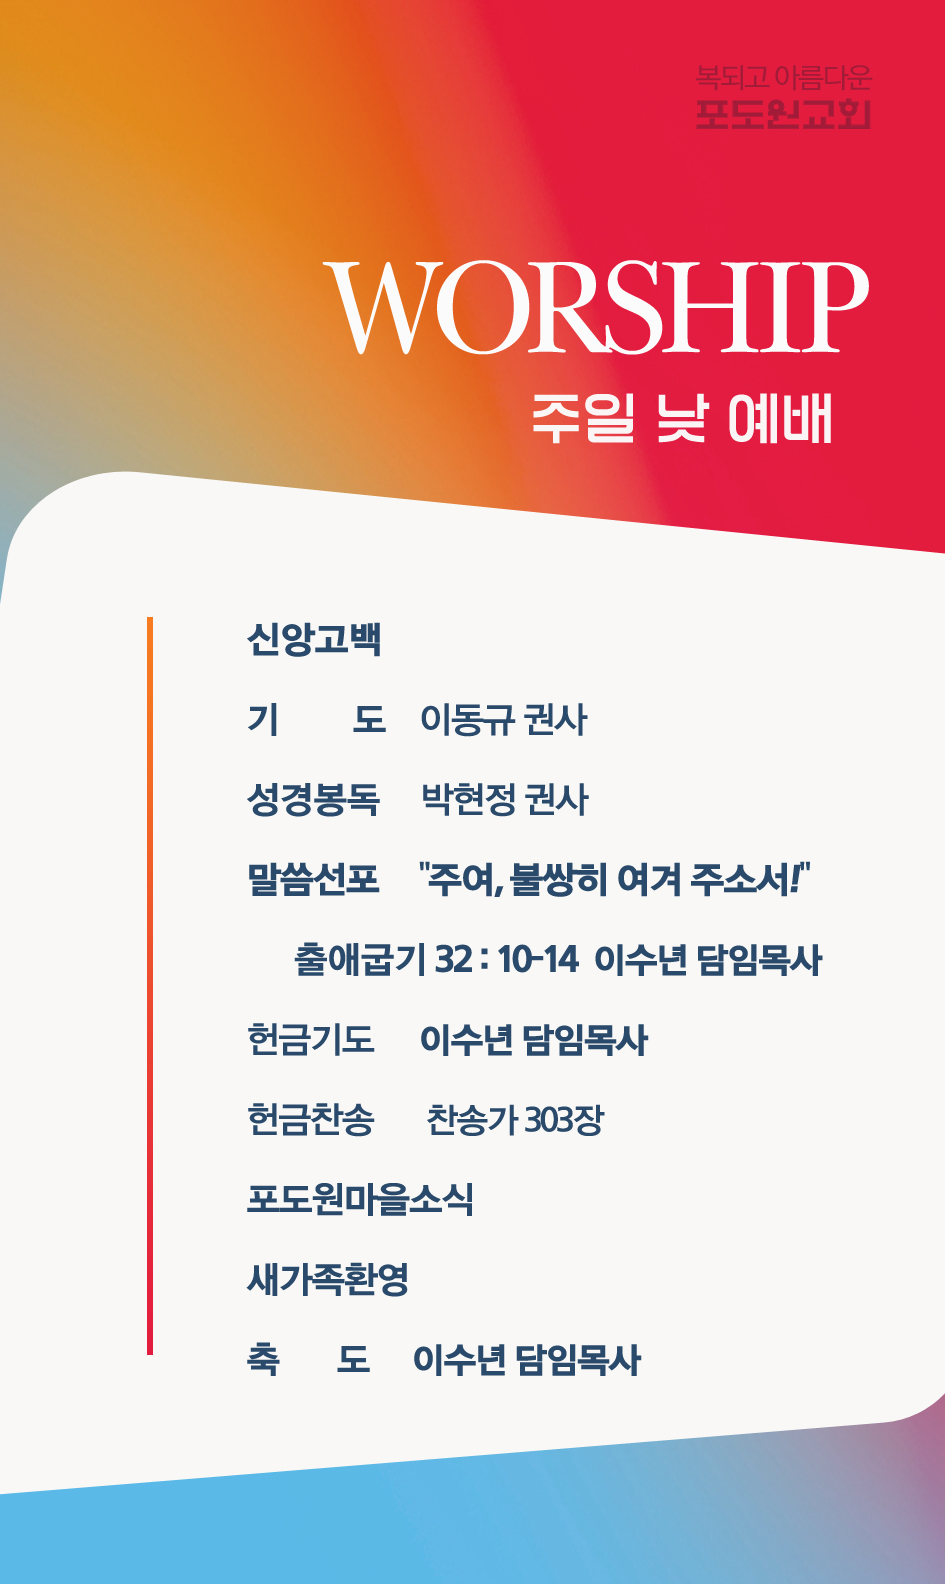 복되고 아름다운
포도원교회
WORSHIP
주일 낮 예배
신앙고백
기 도 이동규 권사
성경봉독 박현정 권사
말씀선포 "주여, 불쌍히 여겨 주소서!"
출애굽기 32 : 10-14 이수년 담임목사
헌금기도 이수년 담임목사
헌금찬송 찬송가 303장
포도원마을소식
새가족환영
축 도 이수년 담임목사